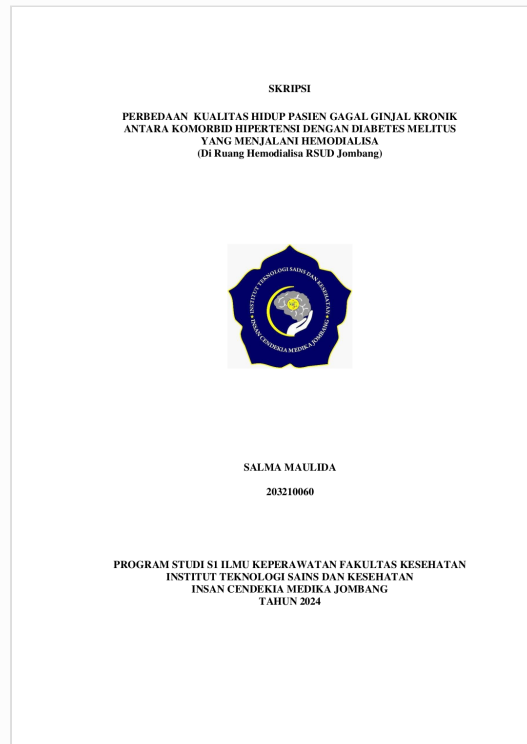 SKRIPSI
PERBEDAAN KUALITAS HIDUP PASIEN GAGAL GINJAL KRONIK
ANTARA KOMORBID HIPERTENSI DENGAN DIABETES MELITUS
YANG MENJALANI HEMODIALISA
(Di Ruang Hemodialisa RSUD Jombang)
INSTITUT TEKNOLOGI SAINS DAN KESEHATAN
INSAN CENDEKIA MEDIKA JOMBANG
SALMA MAULIDA
203210060
PROGRAM STUDI S1 ILMU KEPERAWATAN FAKULTAS KESEHATAN
INSTITUT TEKNOLOGI SAINS DAN KESEHATAN
INSAN CENDEKIA MEDIKA JOMBANG
TAHUN 2024